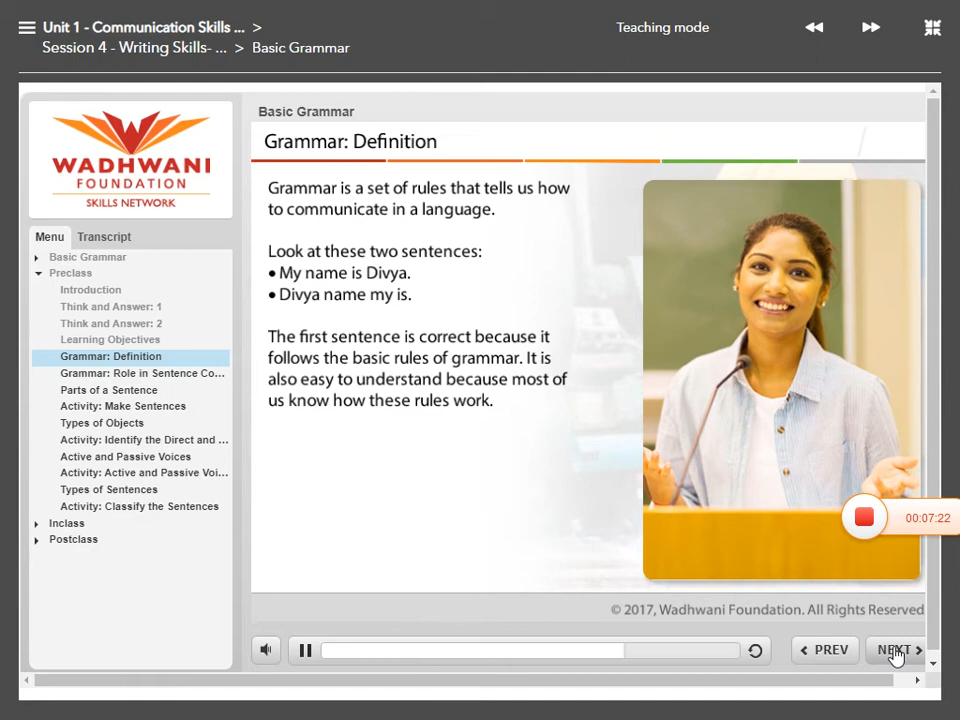 Unit 1 - Communication Skills ... >
Session 4 - Writing Skills- ... > Basic Grammar
Teaching mode
WADHWANI
FOUNDATION
SKILLS NETWORK
Menu Transcript
Basic Grammar
Preclass
Introduction
Think and Answer: 1
Think and Answer: 2
Learning Objectives
Grammar: Definition
Grammar: Role in Sentence Co...
Parts of a Sentence
Activity: Make Sentences
Types of Objects
Activity: Identify the Direct and ...
Active and Passive Voices
Activity: Active and Passive Voi...
Types of Sentences
Activity: Classify the Sentences
Inclass
Postclass
Basic Grammar
Grammar: Definition
Grammar is a set of rules that tells us how
to communicate in a language.
Look at these two sentences:
• My name is Divya.
• Divya name my is.
The first sentence is correct because it
follows the basic rules of grammar. It is
also easy to understand because most of
us know how these rules work.
00:07:22
© 2017, Wadhwani Foundation. All Rights Reserved
< PREV
NEXT >